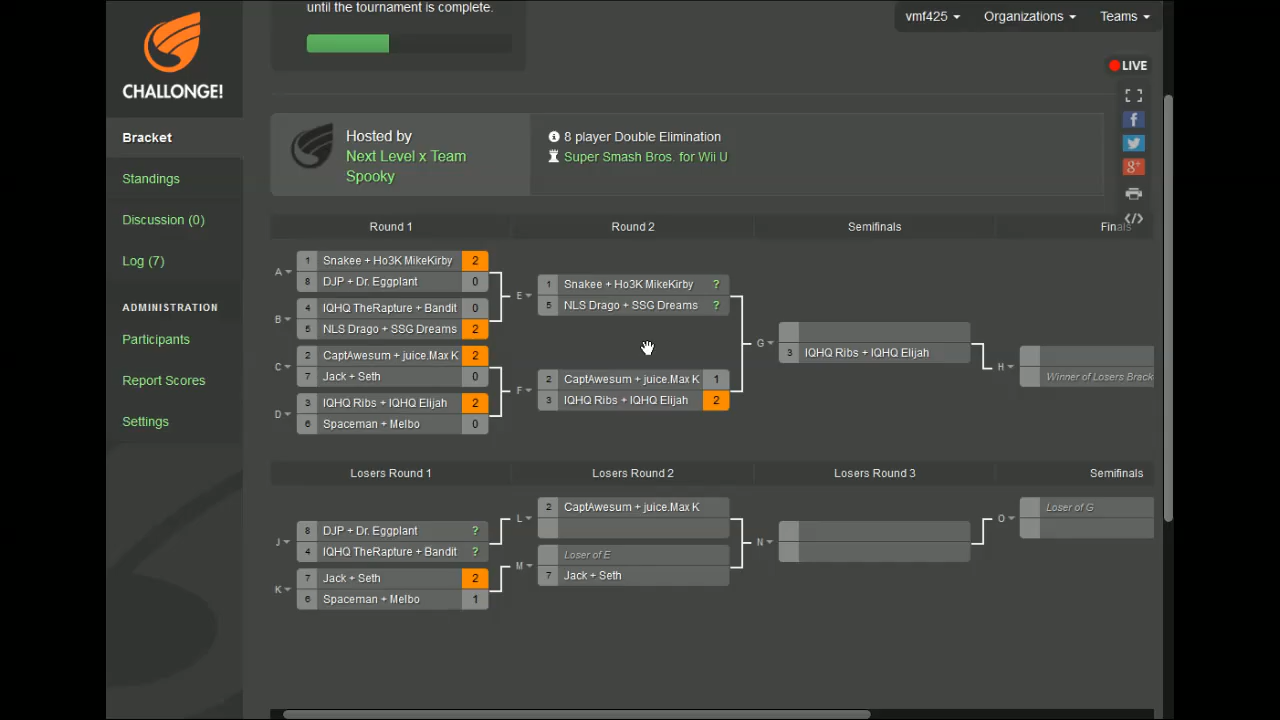 until the tournament is complete.
vmf425
Organizations
Teams
LIVE
CHALLONGE!
Bracket
Standings
Discussion (0)
Log (7)
ADMINISTRATION
Participants
Report Scores
Settings
Hosted by
Next Level x Team
Spooky
8 player Double Elimination
Super Smash Bros. for Wii U
Round 1
Round 2
Semifinals
Finals
A
1 Snakee + Ho3K MikeKirby 2
8 DJP + Dr. Eggplant 0
B
4 IQHQ TheRapture + Bandit 0
5 NLS Drago + SSG Dreams 2
C
2 CaptAwesum + juice.Max K 2
7 Jack + Seth 0
D
3 IQHQ Ribs + IQHQ Elijah 2
6 Spaceman + Melbo 0
E
1 Snakee + Ho3K MikeKirby ?
5 NLS Drago + SSG Dreams ?
F
2 CaptAwesum + juice.Max K 1
3 IQHQ Ribs + IQHQ Elijah 2
G
3 IQHQ Ribs + IQHQ Elijah
H
Winner of Losers Brack
Losers Round 1
Losers Round 2
Losers Round 3
Semifinals
J
8 DJP + Dr. Eggplant ?
4 IQHQ TheRapture + Bandit ?
K
7 Jack + Seth 2
6 Spaceman + Melbo 1
L
2 CaptAwesum + juice.Max K
M
Loser of E
7 Jack + Seth
N
O
Loser of G